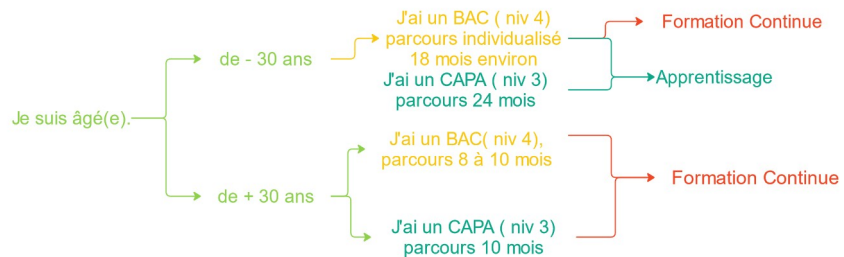 J'ai un BAC ( niv 4)
parcours individualisé
18 mois environ
Formation Continue
de - 30 ans
J'ai un CAPA ( niv 3)
parcours 24 mois
Apprentissage
Je suis âgé(e).
J'ai un BAC( niv 4),
parcours 8 à 10 mois
Formation Continue
de + 30 ans
J'ai un CAPA ( niv 3)
parcours 10 mois